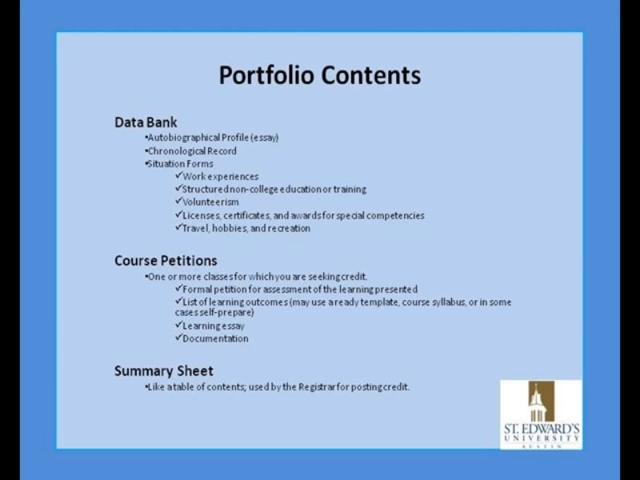 Portfolio Contents
Data Bank
•Autobiographical Profile (essay)
•Chronological Record
•Situation Forms
✓Work experiences
✓Structured non-college education or training
✓Volunteerism
✓Licenses, certificates, and awards for special competencies
✓Travel, hobbies, and recreation
Course Petitions
•One or more classes for which you are seeking credit.
✓Formal petition for assessment of the learning presented
✓List of learning outcomes (may use a ready template, course syllabus, or in some
cases self-prepare)
✓Learning essay
✓Documentation
Summary Sheet
•Like a table of contents; used by the Registrar for posting credit.
ST. EDWARD'S
UNIVERSITY
AUSTIN